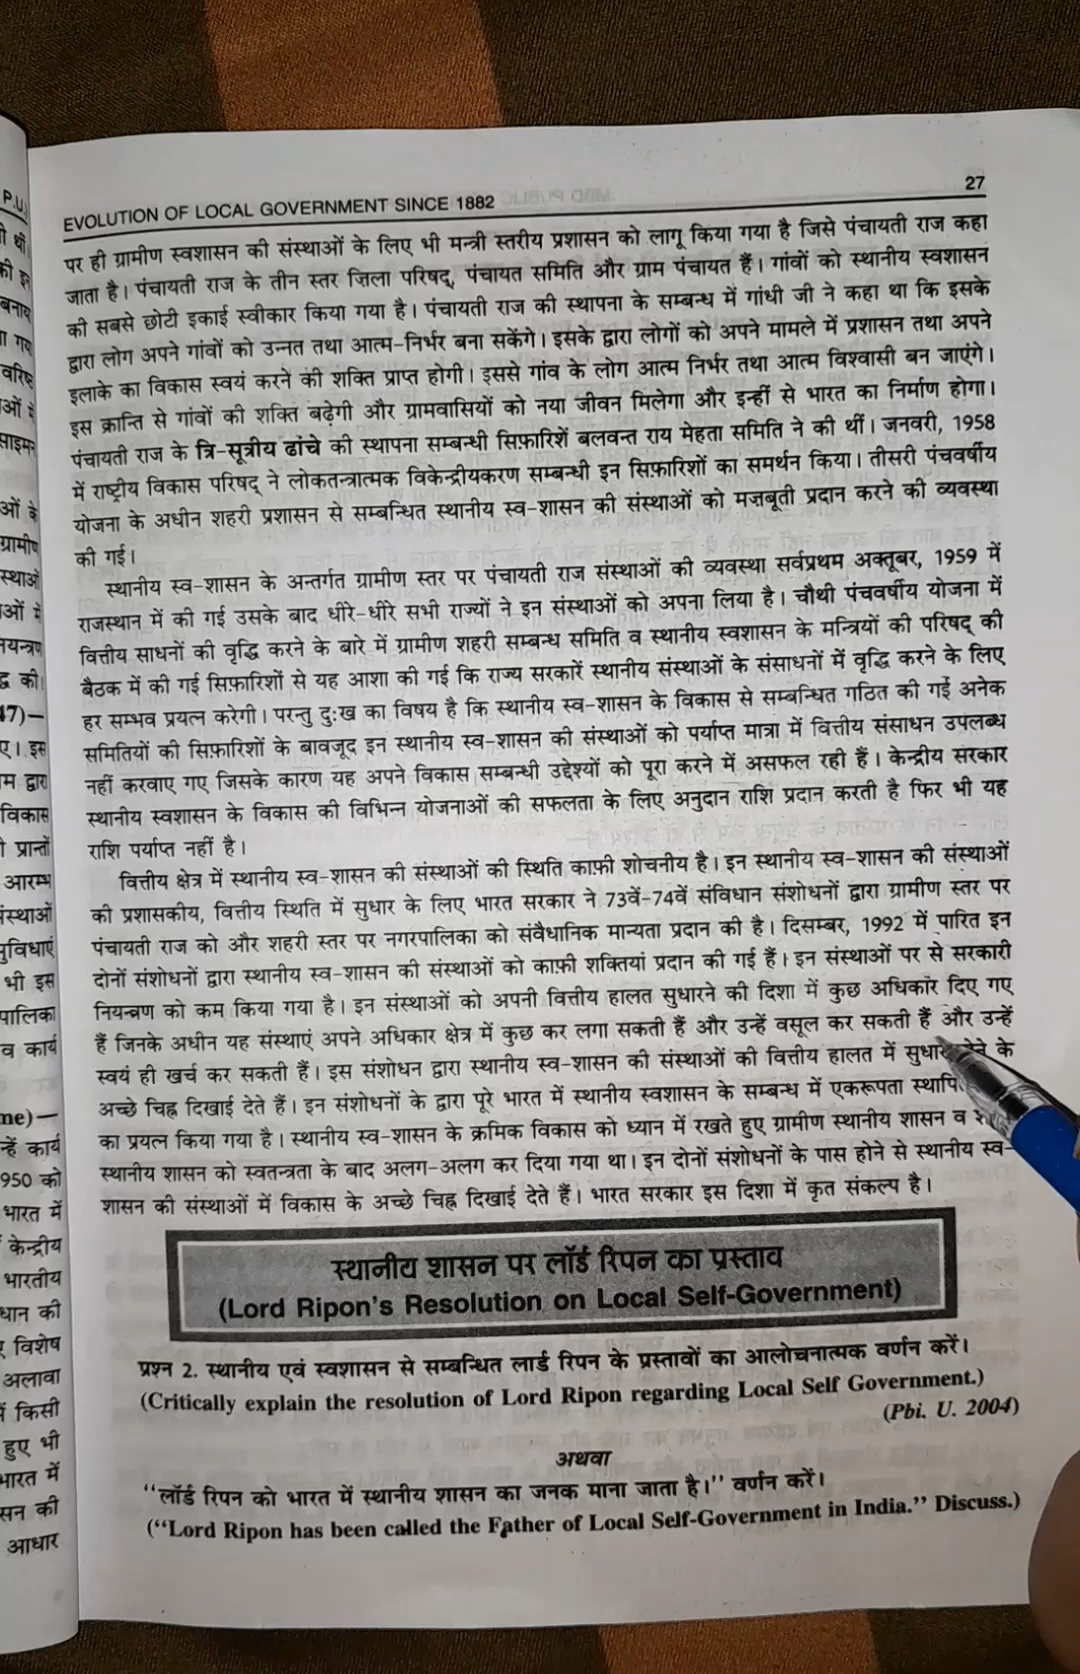 27
EVOLUTION OF LOCAL GOVERNMENT SINCE 1882
पर ही ग्रामीण स्वशासन की संस्थाओं के लिए भी मन्त्री स्तरीय प्रशासन को लागू किया गया है जिसे पंचायती राज कहा
जाता है। पंचायती राज के तीन स्तर ज़िला परिषद्, पंचायत समिति और ग्राम पंचायत हैं। गांवों को स्थानीय स्वशासन
की सबसे छोटी इकाई स्वीकार किया गया है। पंचायती राज की स्थापना के सम्बन्ध में गांधी जी ने कहा था कि इसके
द्वारा लोग अपने गांवों को उन्नत तथा आत्म-निर्भर बना सकेंगे। इसके द्वारा लोगों को अपने मामले में प्रशासन तथा अपने
इलाके का विकास स्वयं करने की शक्ति प्राप्त होगी। इससे गांव के लोग आत्म निर्भर तथा आत्म विश्वासी बन जाएंगे।
इस क्रान्ति से गांवों की शक्ति बढ़ेगी और ग्रामवासियों को नया जीवन मिलेगा और इन्हीं से भारत का निर्माण होगा।
पंचायती राज के त्रि-सूत्रीय ढांचे की स्थापना सम्बन्धी सिफ़ारिशें बलवन्त राय मेहता समिति ने की थीं। जनवरी, 1958
में राष्ट्रीय विकास परिषद् ने लोकतन्त्रात्मक विकेन्द्रीयकरण सम्बन्धी इन सिफ़ारिशों का समर्थन किया। तीसरी पंचवर्षीय
योजना के अधीन शहरी प्रशासन से सम्बन्धित स्थानीय स्व-शासन की संस्थाओं को मज़बूती प्रदान करने की व्यवस्था
की गई।
स्थानीय स्व-शासन के अन्तर्गत ग्रामीण स्तर पर पंचायती राज संस्थाओं की व्यवस्था सर्वप्रथम अक्तूबर, 1959 में
राजस्थान में की गई उसके बाद धीरे-धीरे सभी राज्यों ने इन संस्थाओं को अपना लिया है। चौथी पंचवर्षीय योजना में
वित्तीय साधनों की वृद्धि करने के बारे में ग्रामीण शहरी सम्बन्ध समिति व स्थानीय स्वशासन के मन्त्रियों की परिषद् की
बैठक में की गई सिफ़ारिशों से यह आशा की गई कि राज्य सरकारें स्थानीय संस्थाओं के संसाधनों में वृद्धि करने के लिए
हर सम्भव प्रयत्न करेगी। परन्तु दुःख का विषय है कि स्थानीय स्व-शासन के विकास से सम्बन्धित गठित की गई अनेक
समितियों की सिफ़ारिशों के बावजूद इन स्थानीय स्व-शासन की संस्थाओं को पर्याप्त मात्रा में वित्तीय संसाधन उपलब्ध
नहीं करवाए गए जिसके कारण यह अपने विकास सम्बन्धी उद्देश्यों को पूरा करने में असफल रही हैं। केन्द्रीय सरकार
स्थानीय स्वशासन के विकास की विभिन्न योजनाओं की सफलता के लिए अनुदान राशि प्रदान करती है फिर भी यह
राशि पर्याप्त नहीं है।
वित्तीय क्षेत्र में स्थानीय स्व-शासन की संस्थाओं की स्थिति काफ़ी शोचनीय है। इन स्थानीय स्व-शासन की संस्थाओं
की प्रशासकीय, वित्तीय स्थिति में सुधार के लिए भारत सरकार ने 73वें-74वें संविधान संशोधनों द्वारा ग्रामीण स्तर पर
पंचायती राज को और शहरी स्तर पर नगरपालिका को संवैधानिक मान्यता प्रदान की है। दिसम्बर, 1992 में पारित इन
दोनों संशोधनों द्वारा स्थानीय स्व-शासन की संस्थाओं को काफ़ी शक्तियां प्रदान की गई हैं। इन संस्थाओं पर से सरकारी
नियन्त्रण को कम किया गया है। इन संस्थाओं को अपनी वित्तीय हालत सुधारने की दिशा में कुछ अधिकार दिए गए
हैं जिनके अधीन यह संस्थाएं अपने अधिकार क्षेत्र में कुछ कर लगा सकती हैं और उन्हें वसूल कर सकती हैं और उन्हें
स्वयं ही खर्च कर सकती हैं। इस संशोधन द्वारा स्थानीय स्व-शासन की संस्थाओं की वित्तीय हालत में सुधार के
अच्छे चिह्न दिखाई देते हैं। इन संशोधनों के द्वारा पूरे भारत में स्थानीय स्वशासन के सम्बन्ध में एकरूपता
का प्रयत्न किया गया है। स्थानीय स्व-शासन के क्रमिक विकास को ध्यान में रखते हुए ग्रामीण स्थानीय शासन व
स्थानीय शासन को स्वतन्त्रता के बाद अलग-अलग कर दिया गया था। इन दोनों संशोधनों के पास होने से स्थानीय स्व-
शासन की संस्थाओं में विकास के अच्छे चिह्न दिखाई देते हैं। भारत सरकार इस दिशा में कृत संकल्प है।
स्थानीय शासन पर लॉर्ड रिपन का प्रस्ताव
(Lord Ripon's Resolution on Local Self-Government)
प्रश्न 2. स्थानीय एवं स्वशासन से सम्बन्धित लार्ड रिपन के प्रस्तावों का आलोचनात्मक वर्णन करें।
(Critically explain the resolution of Lord Ripon regarding Local Self Government.)
(Pbi. U. 2004)
अथवा
“लॉर्ड रिपन को भारत में स्थानीय शासन का जनक माना जाता है।” वर्णन करें।
(“Lord Ripon has been called the Father of Local Self-Government in India.” Discuss.)